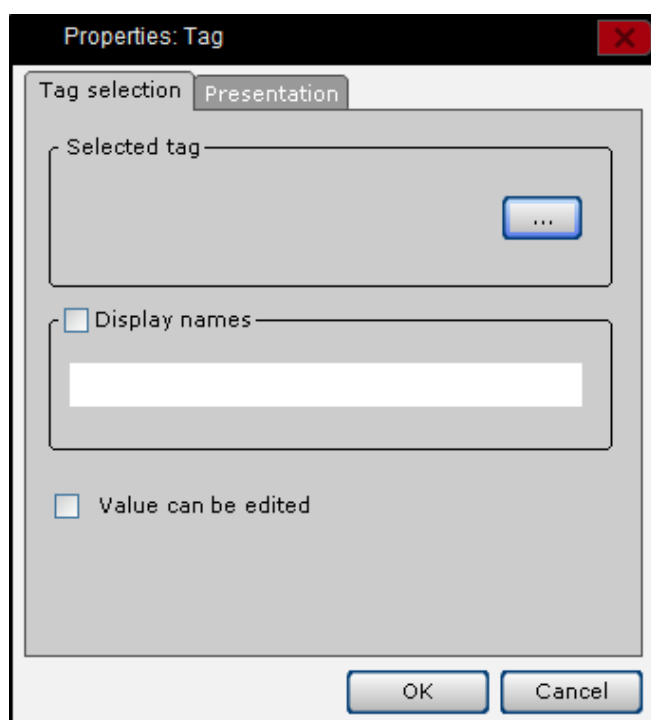 Properties: Tag
Tag selection
Presentation
Selected tag
...
Display names
Value can be edited
OK
Cancel